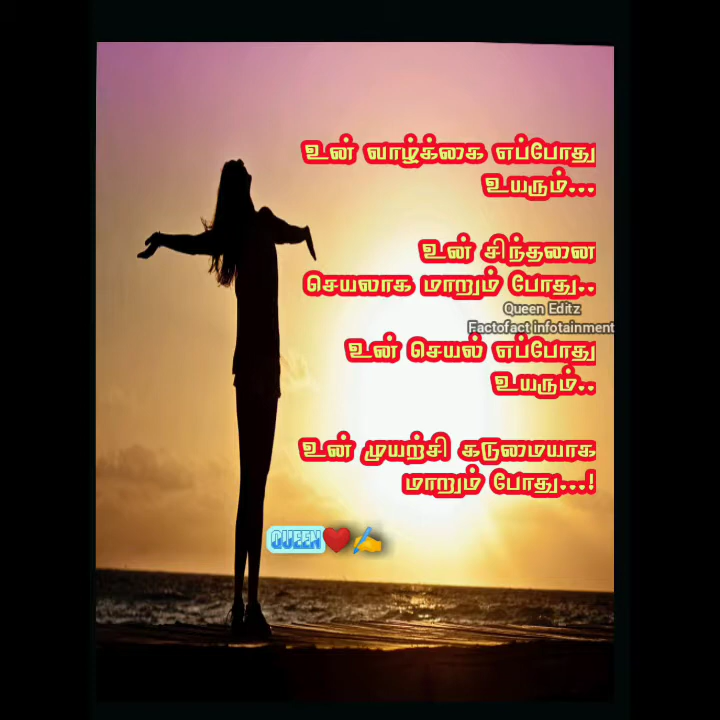 உன் வாழ்க்கை எப்போது
உயரும்...
உன் சிந்தனை
செயலாக மாறும் போது..
Queen Editz
Factofact infotainment
உன் செயல் எப்போது
உயரும்..
உன் முயற்சி கடுமையாக
மாறும் போது...!
QUEEN❤️✍️